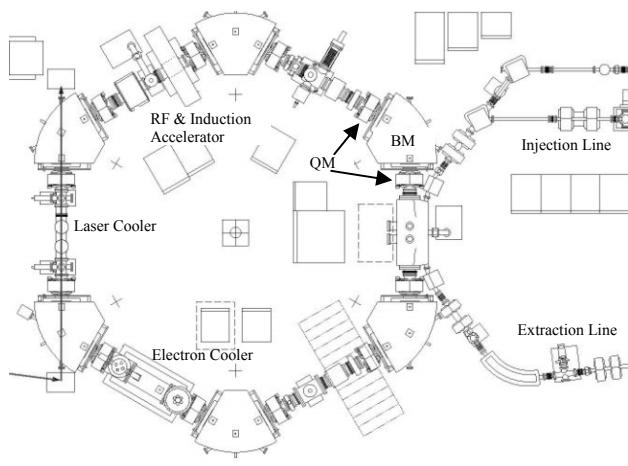 RF & Induction
Accelerator
BM
QM
Injection Line
Laser Cooler
Extraction Line
Electron Cooler